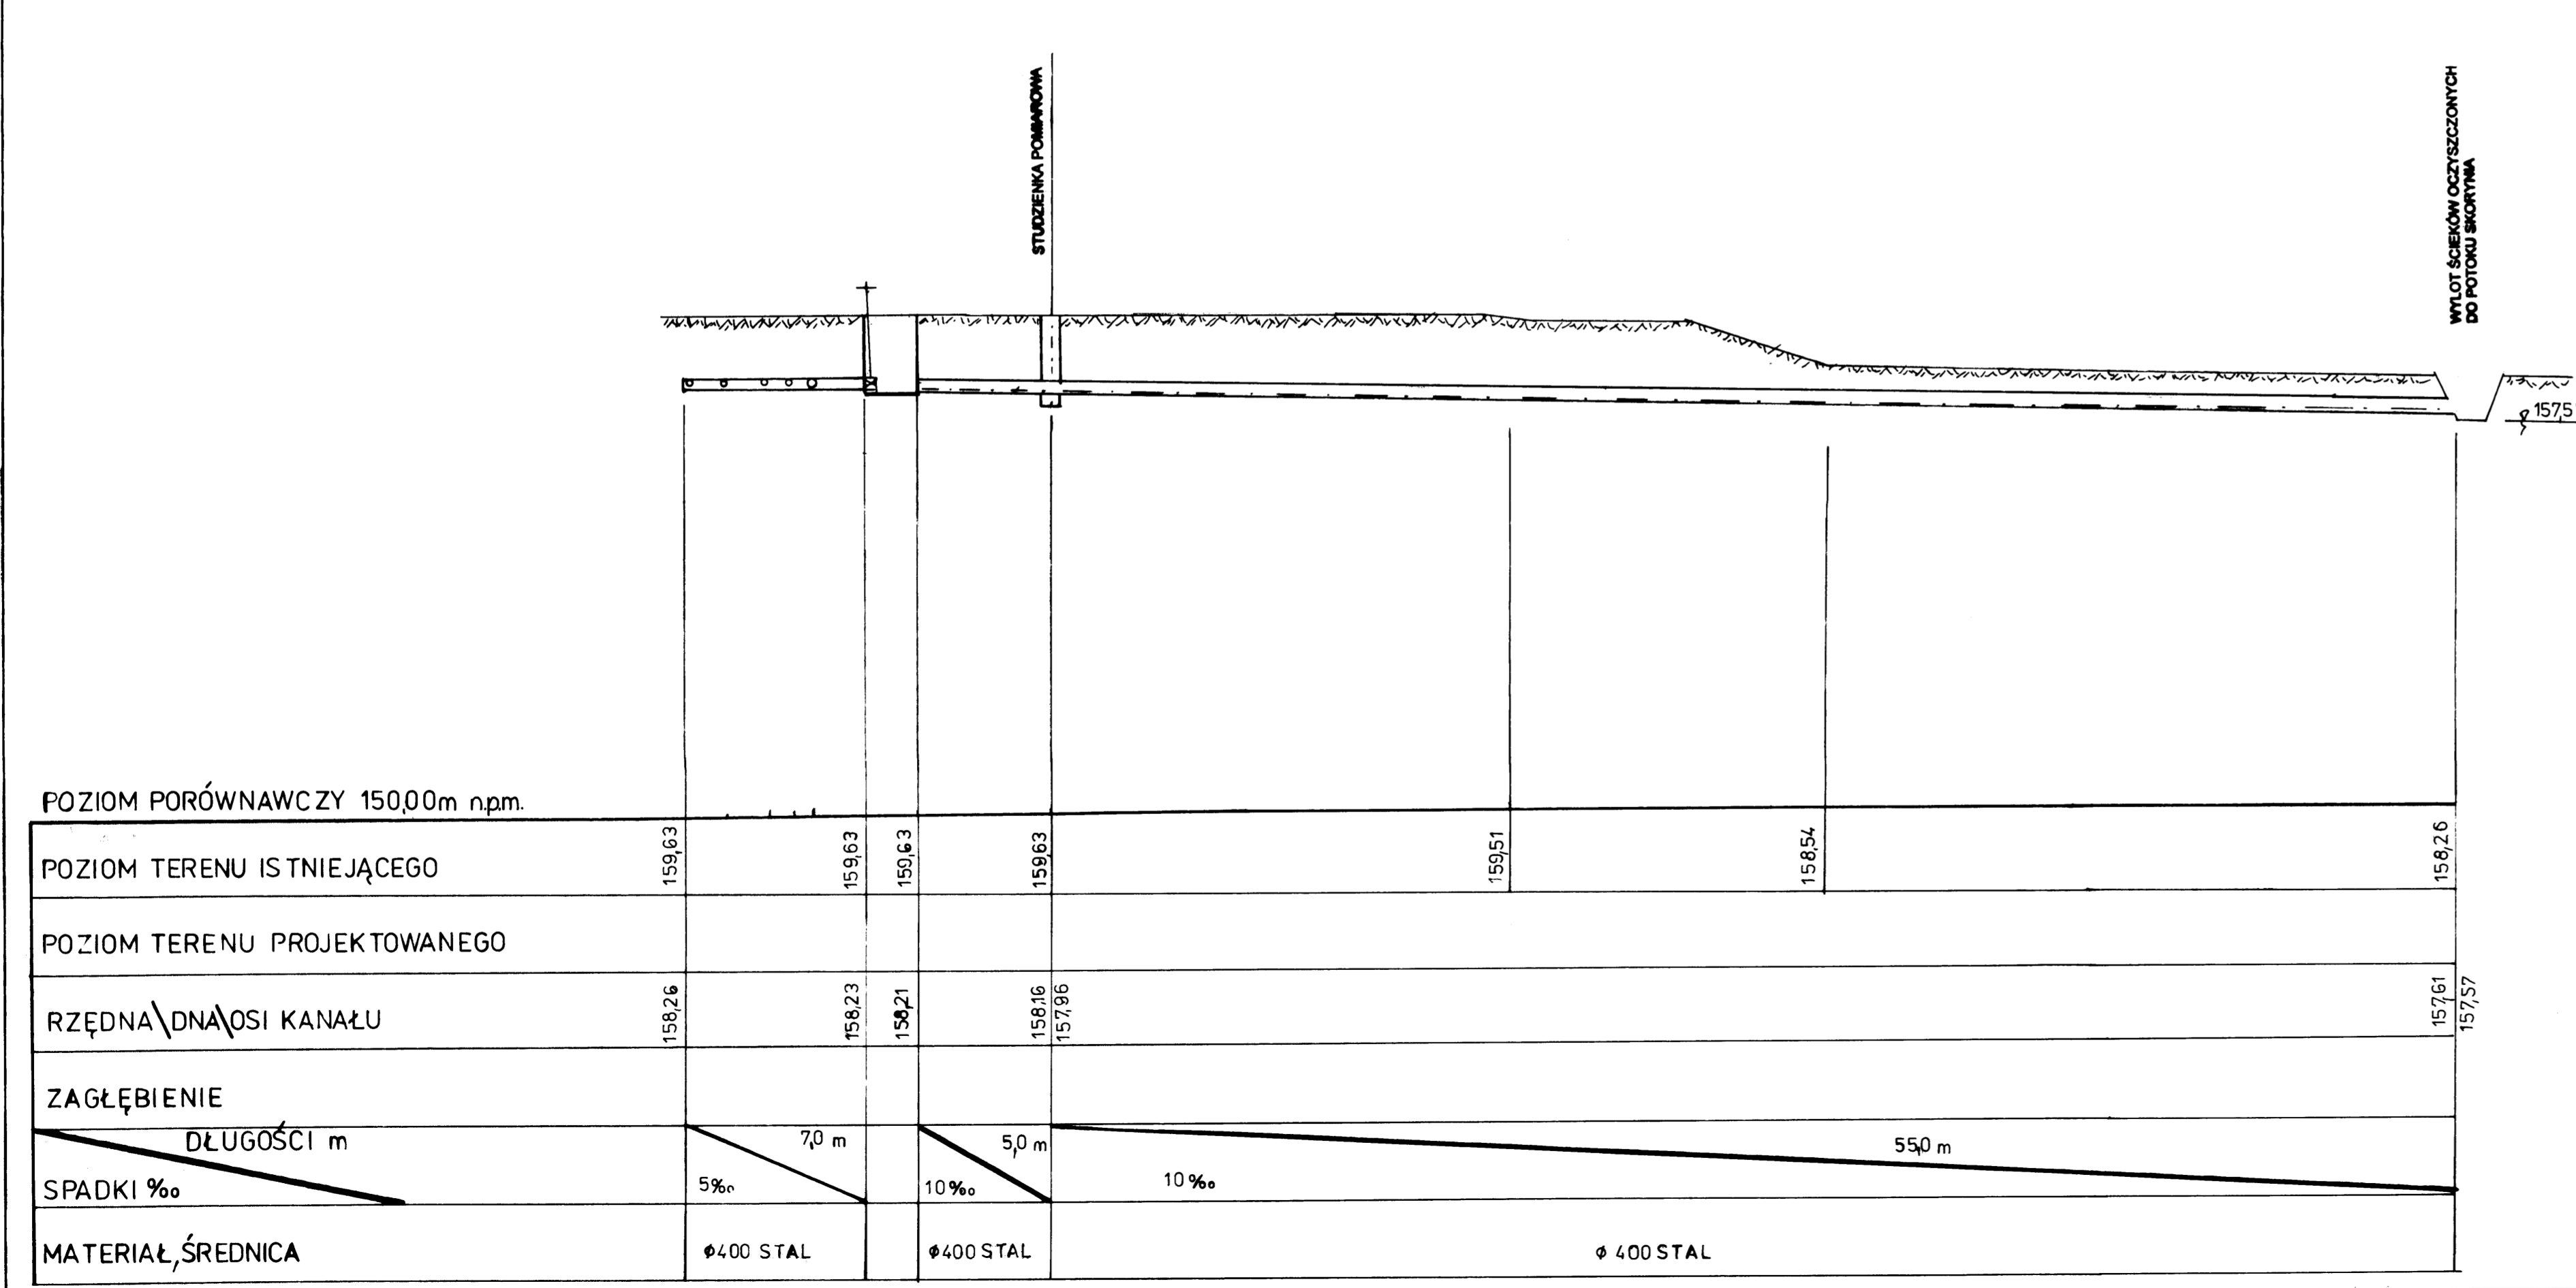 STUDZIENKA POMIAROWA
WYLOT ŚCIEKÓW OCZYSZCZONYCH
DO POTOKU SKORYNIA
157,5
POZIOM PORÓWNAWCZY 150,00m n.p.m.
POZIOM TERENU ISTNIEJĄCEGO
159,63
159,63
159,63
159,63
159,51
158,54
158,26
POZIOM TERENU PROJEKTOWANEGO
RZĘDNA\DNA\OSI KANAŁU
158,26
158,23
158,21
158,16
157,96
157,61
157,57
ZAGŁĘBIENIE
DŁUGOŚCI m
7,0 m
5,0 m
55,0 m
SPADKI ‰
5‰
10‰
10‰
MATERIAŁ,ŚREDNICA
φ400 STAL
φ400 STAL
φ 400 STAL